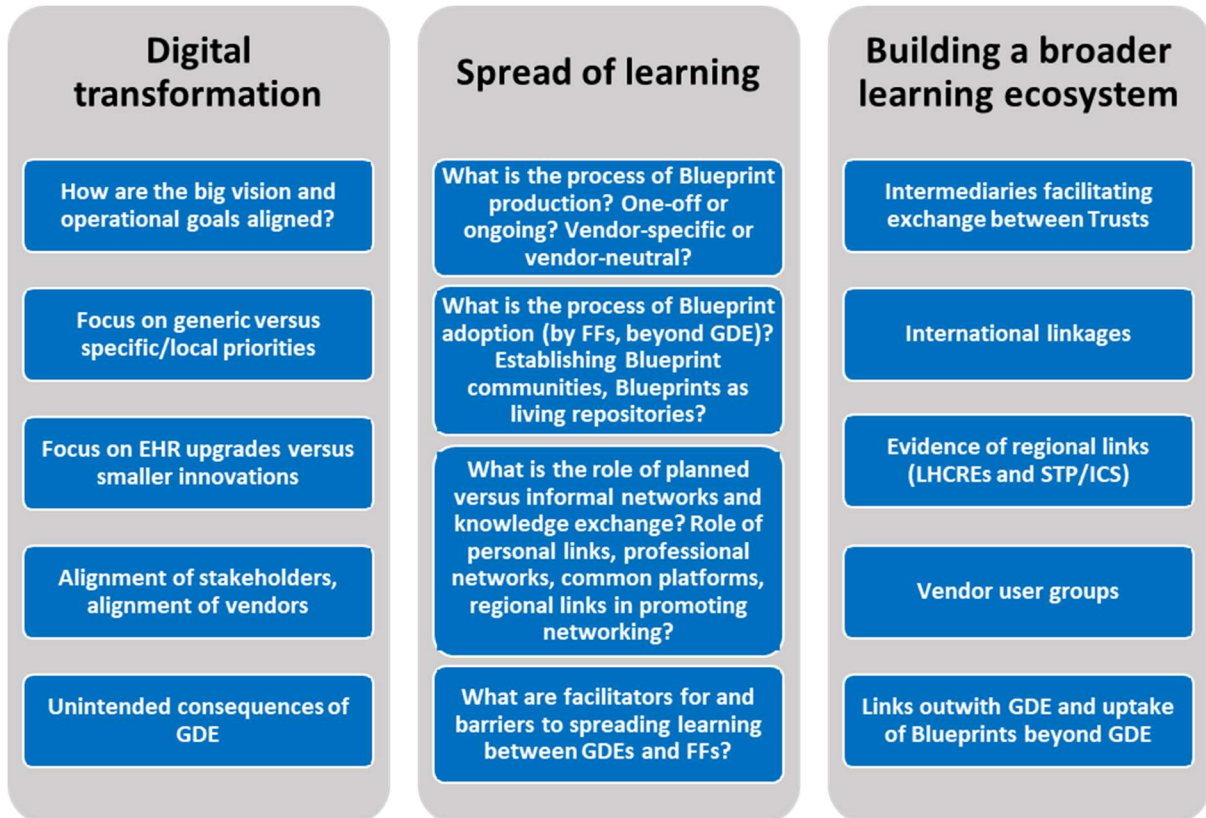 Digital
transformation
How are the big vision and
operational goals aligned?
Focus on generic versus
specific/local priorities
Focus on EHR upgrades versus
smaller innovations
Alignment of stakeholders,
alignment of vendors
Unintended consequences of
GDE
Spread of learning
What is the process of Blueprint
production? One-off or
ongoing? Vendor-specific or
vendor-neutral?
What is the process of Blueprint
adoption (by FFs, beyond GDE)?
Establishing Blueprint
communities, Blueprints as
living repositories?
What is the role of planned
versus informal networks and
knowledge exchange? Role of
personal links, professional
networks, common platforms,
regional links in promoting
networking?
What are facilitators for and
barriers to spreading learning
between GDEs and FFs?
Building a broader
learning ecosystem
Intermediaries facilitating
exchange between Trusts
International linkages
Evidence of regional links
(LHCREs and STP/ICS)
Vendor user groups
Links outwith GDE and uptake
of Blueprints beyond GDE